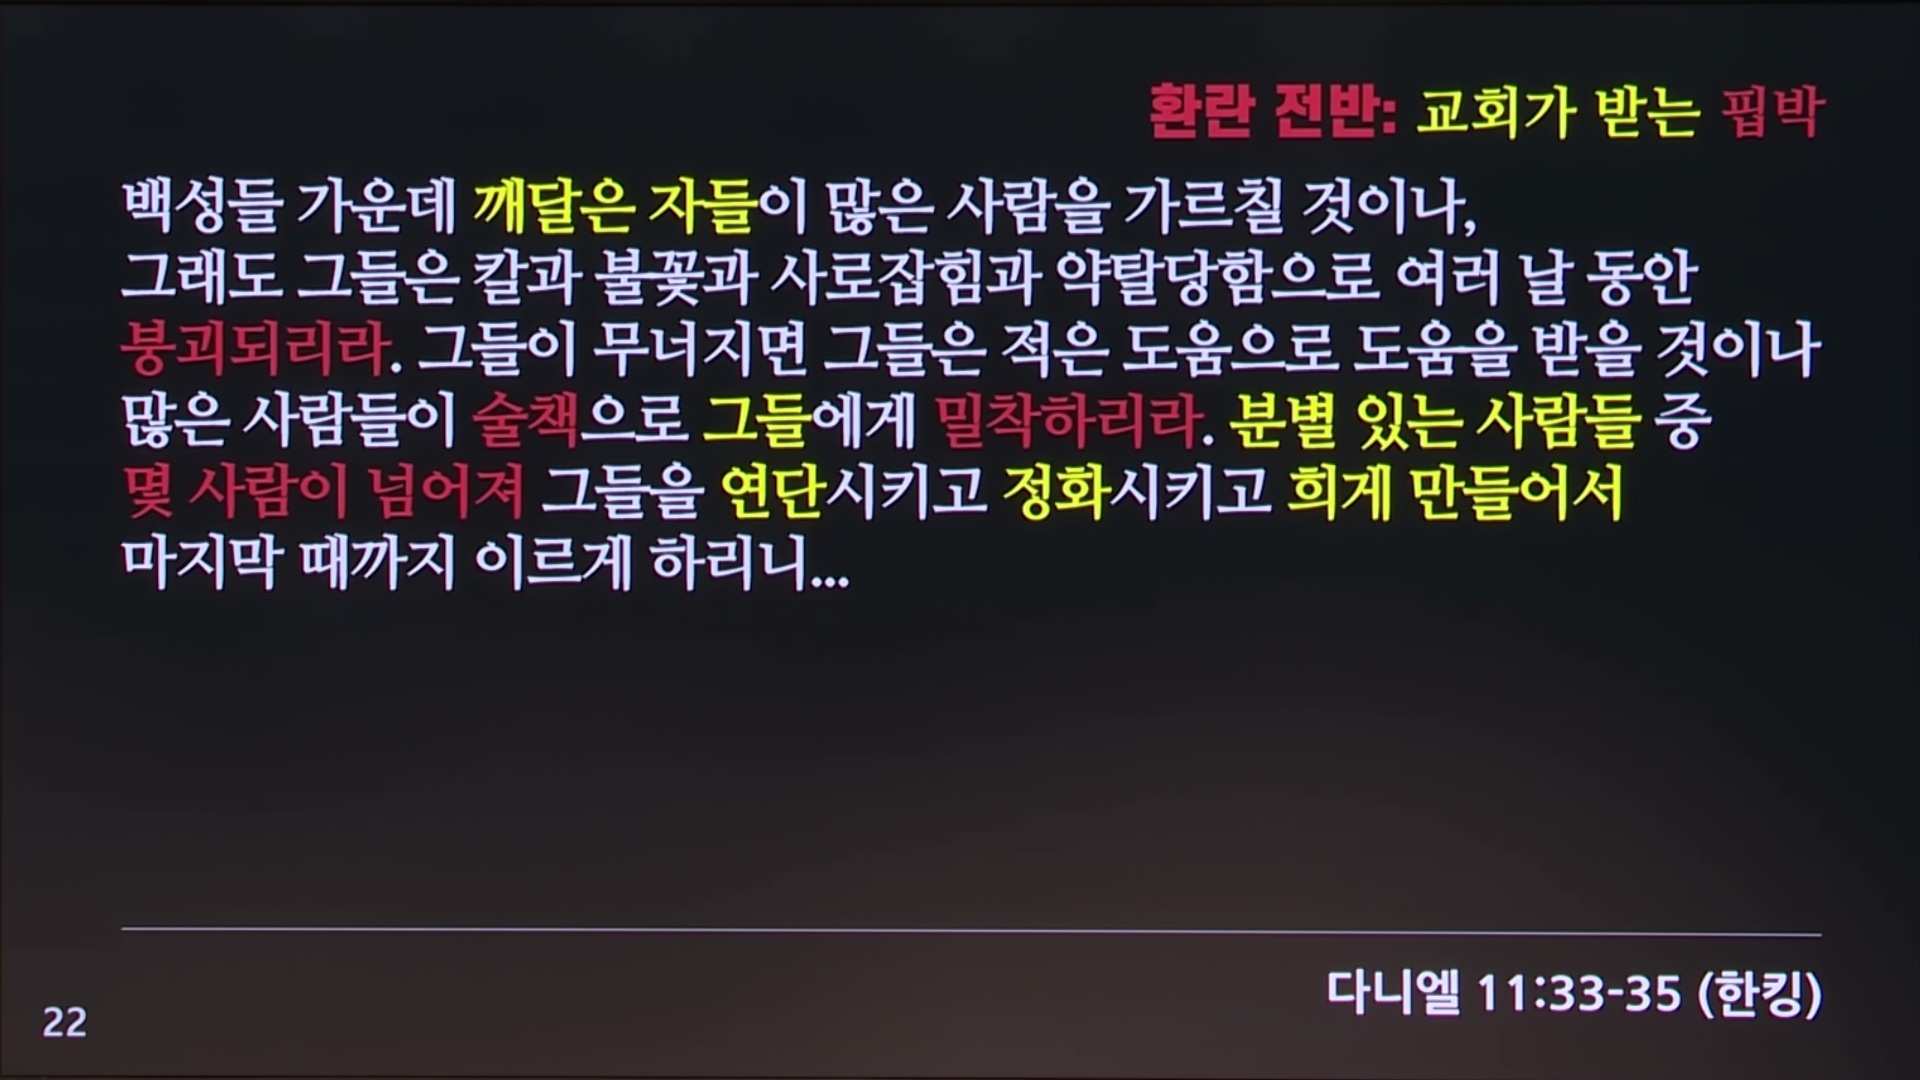 환란 전반: 교회가 받는 핍박
백성들 가운데 깨달은 자들이 많은 사람을 가르칠 것이나,
그래도 그들은 칼과 불꽃과 사로잡힘과 약탈당함으로 여러 날 동안
붕괴되리라. 그들이 무너지면 그들은 적은 도움으로 도움을 받을 것이나
많은 사람들이 술책으로 그들에게 밀착하리라. 분별 있는 사람들 중
몇 사람이 넘어져 그들을 연단시키고 정화시키고 희게 만들어서
마지막 때까지 이르게 하리니...
다니엘 11:33-35 (한킹)
22